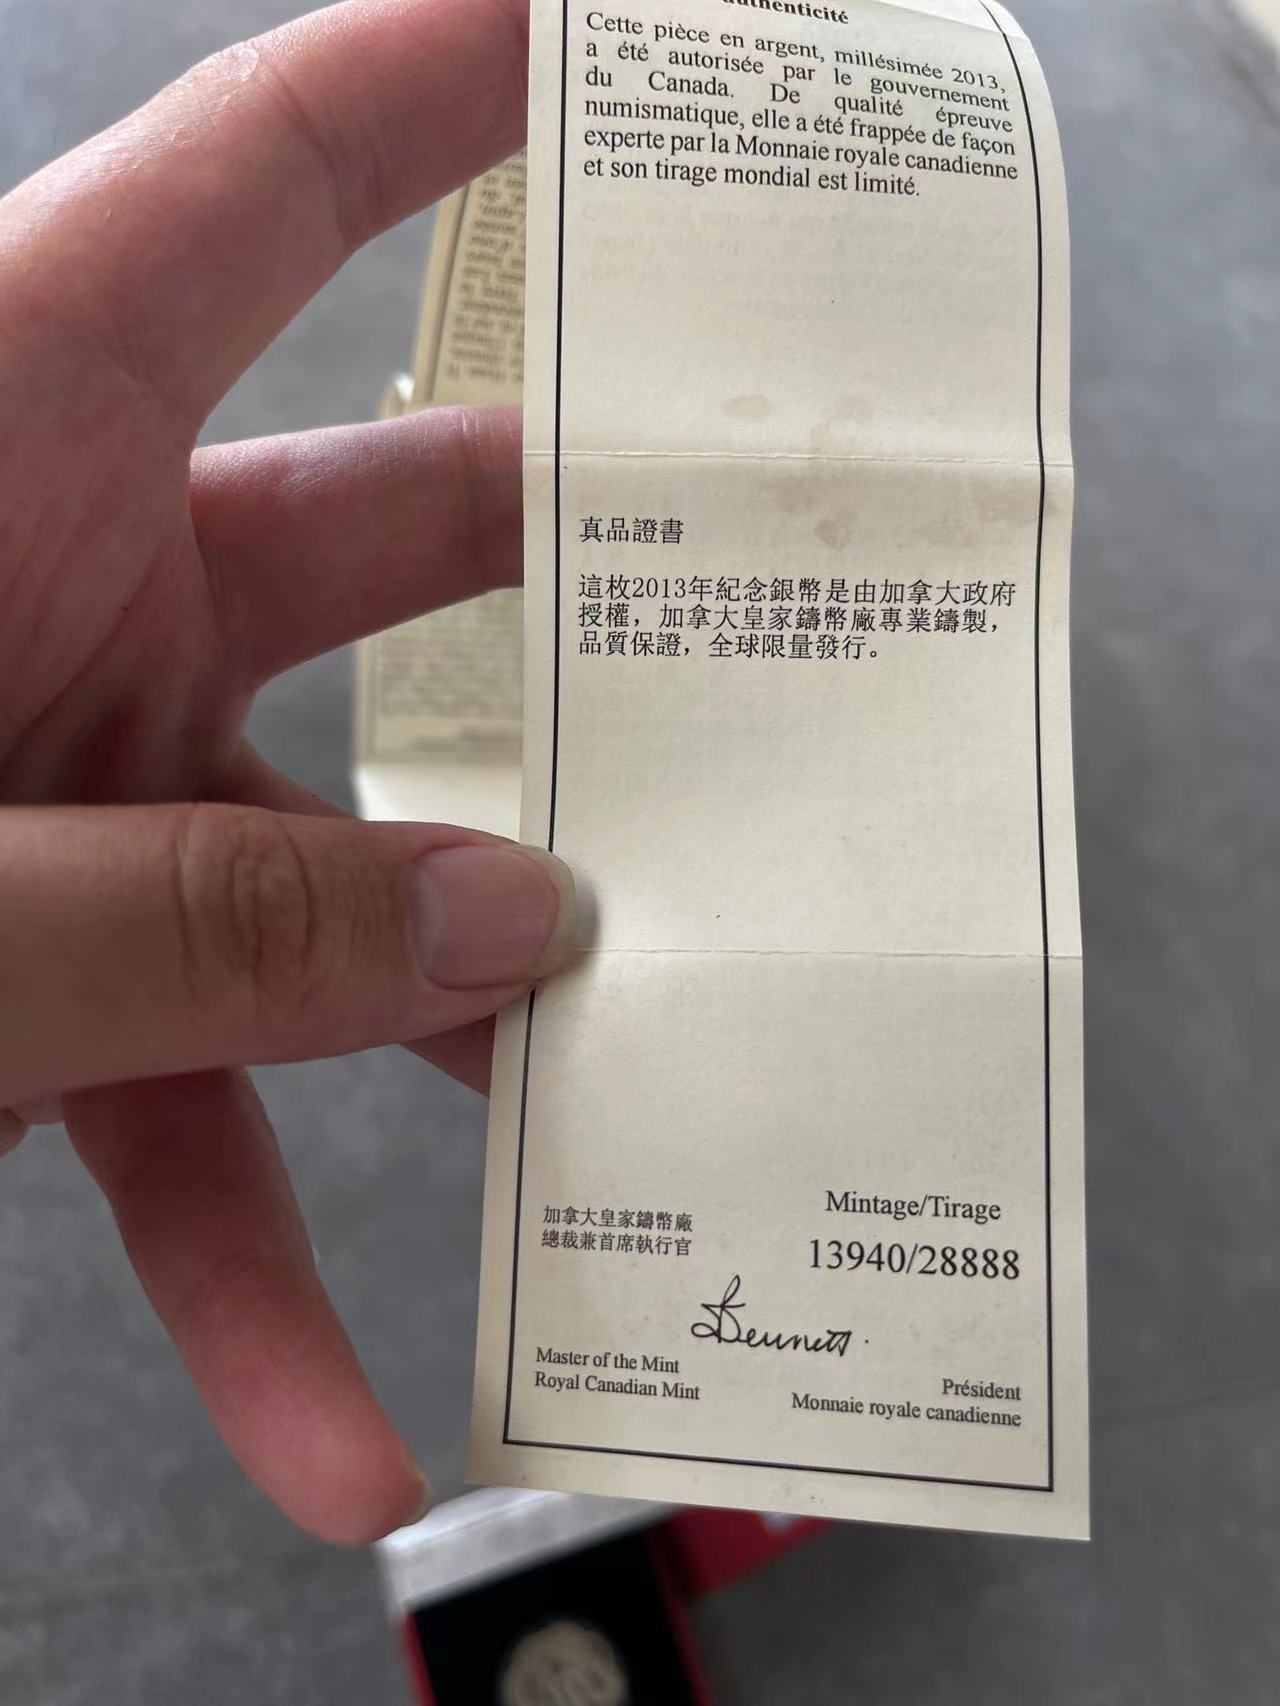 authenticité
Cette pièce en argent, millésimée 2013,
a été autorisée par le gouvernement
du Canada. De qualité épreuve
numismatique, elle a été frappée de façon
experte par la Monnaie royale canadienne
et son tirage mondial est limité.
真品證書
這枚2013年紀念銀幣是由加拿大政府
授權，加拿大皇家鑄幣廠專業鑄製，
品質保證，全球限量發行。
Mintage/Tirage
13940/28888
加拿大皇家鑄幣廠
總裁兼首席執行官
Bennett
Master of the Mint
Royal Canadian Mint
Président
Monnaie royale canadienne